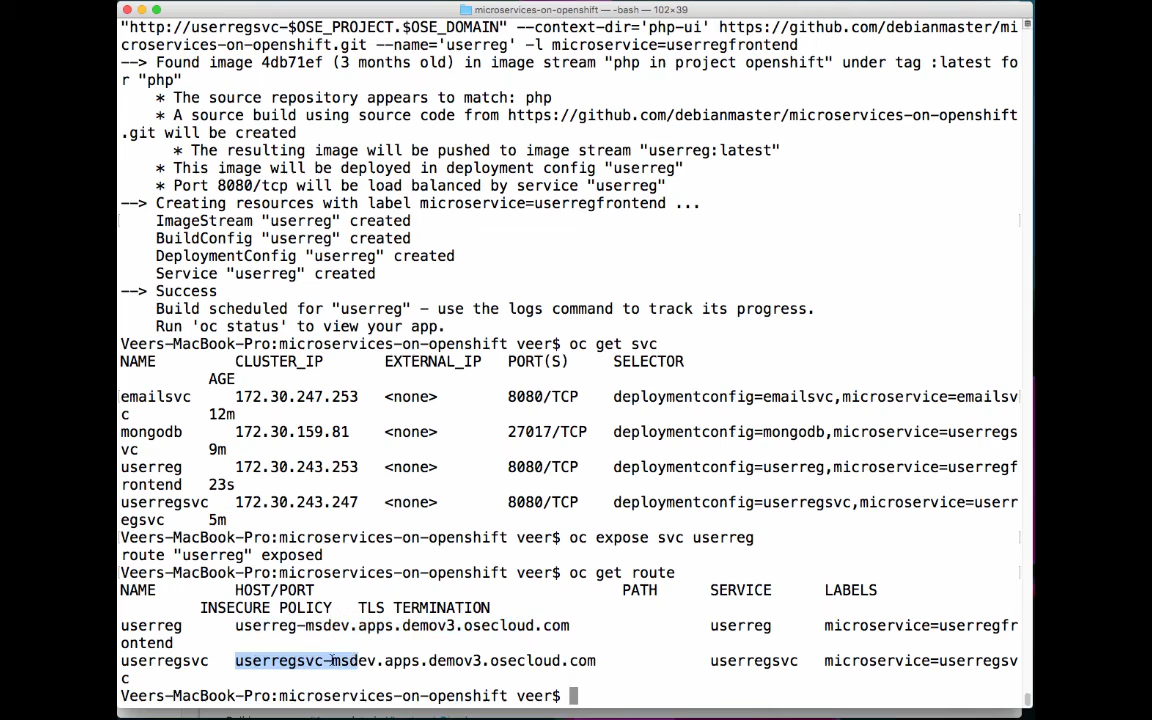 microservices-on-openshift — -bash — 102×39
"http://userregsvc-$OSE_PROJECT.$OSE_DOMAIN" --context-dir='php-ui' https://github.com/debianmaster/mi
croservices-on-openshift.git --name='userreg' -l microservice=userregfrontend
--> Found image 4db71ef (3 months old) in image stream "php in project openshift" under tag :latest fo
r "php"
    * The source repository appears to match: php
    * A source build using source code from https://github.com/debianmaster/microservices-on-openshift
.git will be created
      * The resulting image will be pushed to image stream "userreg:latest"
    * This image will be deployed in deployment config "userreg"
    * Port 8080/tcp will be load balanced by service "userreg"
--> Creating resources with label microservice=userregfrontend ...
    ImageStream "userreg" created
    BuildConfig "userreg" created
    DeploymentConfig "userreg" created
    Service "userreg" created
--> Success
    Build scheduled for "userreg" - use the logs command to track its progress.
    Run 'oc status' to view your app.
Veers-MacBook-Pro:microservices-on-openshift veer$ oc get svc
NAME         CLUSTER_IP       EXTERNAL_IP   PORT(S)     SELECTOR
          AGE
emailsvc     172.30.247.253   <none>        8080/TCP    deploymentconfig=emailsvc,microservice=emailsv
c         12m
mongodb      172.30.159.81    <none>        27017/TCP   deploymentconfig=mongodb,microservice=userregs
vc        9m
userreg      172.30.243.253   <none>        8080/TCP    deploymentconfig=userreg,microservice=userregf
rontend   23s
userregsvc   172.30.243.247   <none>        8080/TCP    deploymentconfig=userregsvc,microservice=userr
egsvc     5m
Veers-MacBook-Pro:microservices-on-openshift veer$ oc expose svc userreg
route "userreg" exposed
Veers-MacBook-Pro:microservices-on-openshift veer$ oc get route
NAME         HOST/PORT                                   PATH      SERVICE      LABELS
         INSECURE POLICY   TLS TERMINATION
userreg      userreg-msdev.apps.demov3.osecloud.com                userreg      microservice=userregfr
ontend
userregsvc   userregsvc-msdev.apps.demov3.osecloud.com             userregsvc   microservice=userregsv
c
Veers-MacBook-Pro:microservices-on-openshift veer$